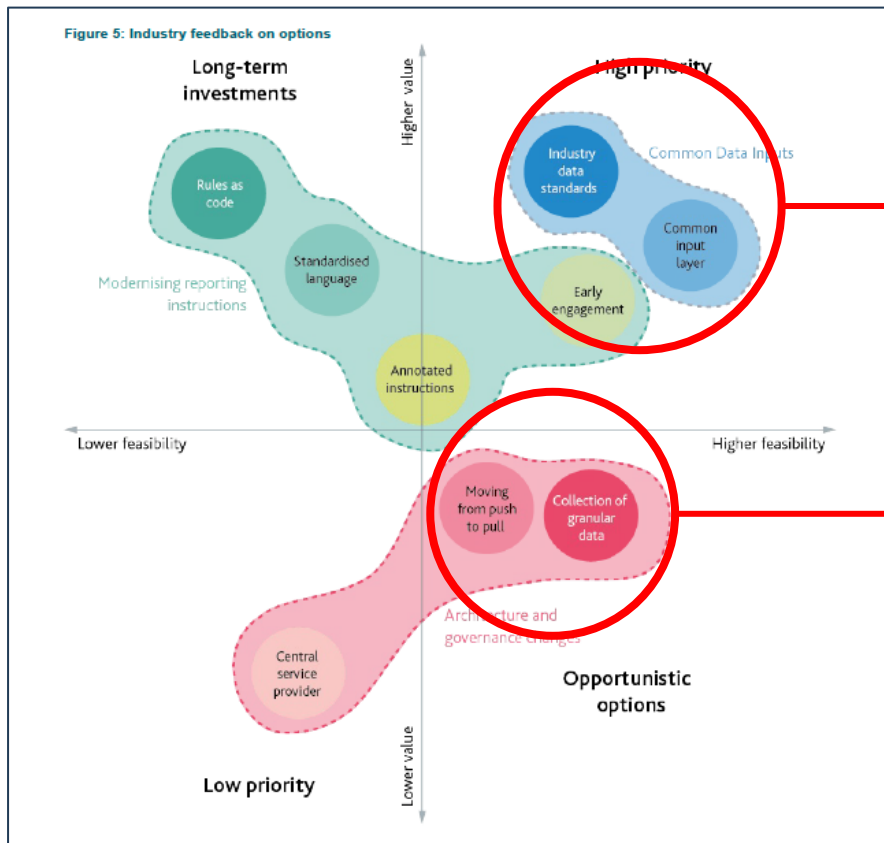 Figure 5: Industry feedback on options
Long-term
investments
Higher value
High priority
Rules as
code
Industry
data
standards
Common Data Inputs
Common
input
layer
Standardised
language
Modernising reporting
instructions
Early
engagement
Annotated
instructions
Lower feasibility
Higher feasibility
Moving
from push
to pull
Collection of
granular
data
Architecture and
governance changes
Central
service
provider
Opportunistic
options
Lower value
Low priority